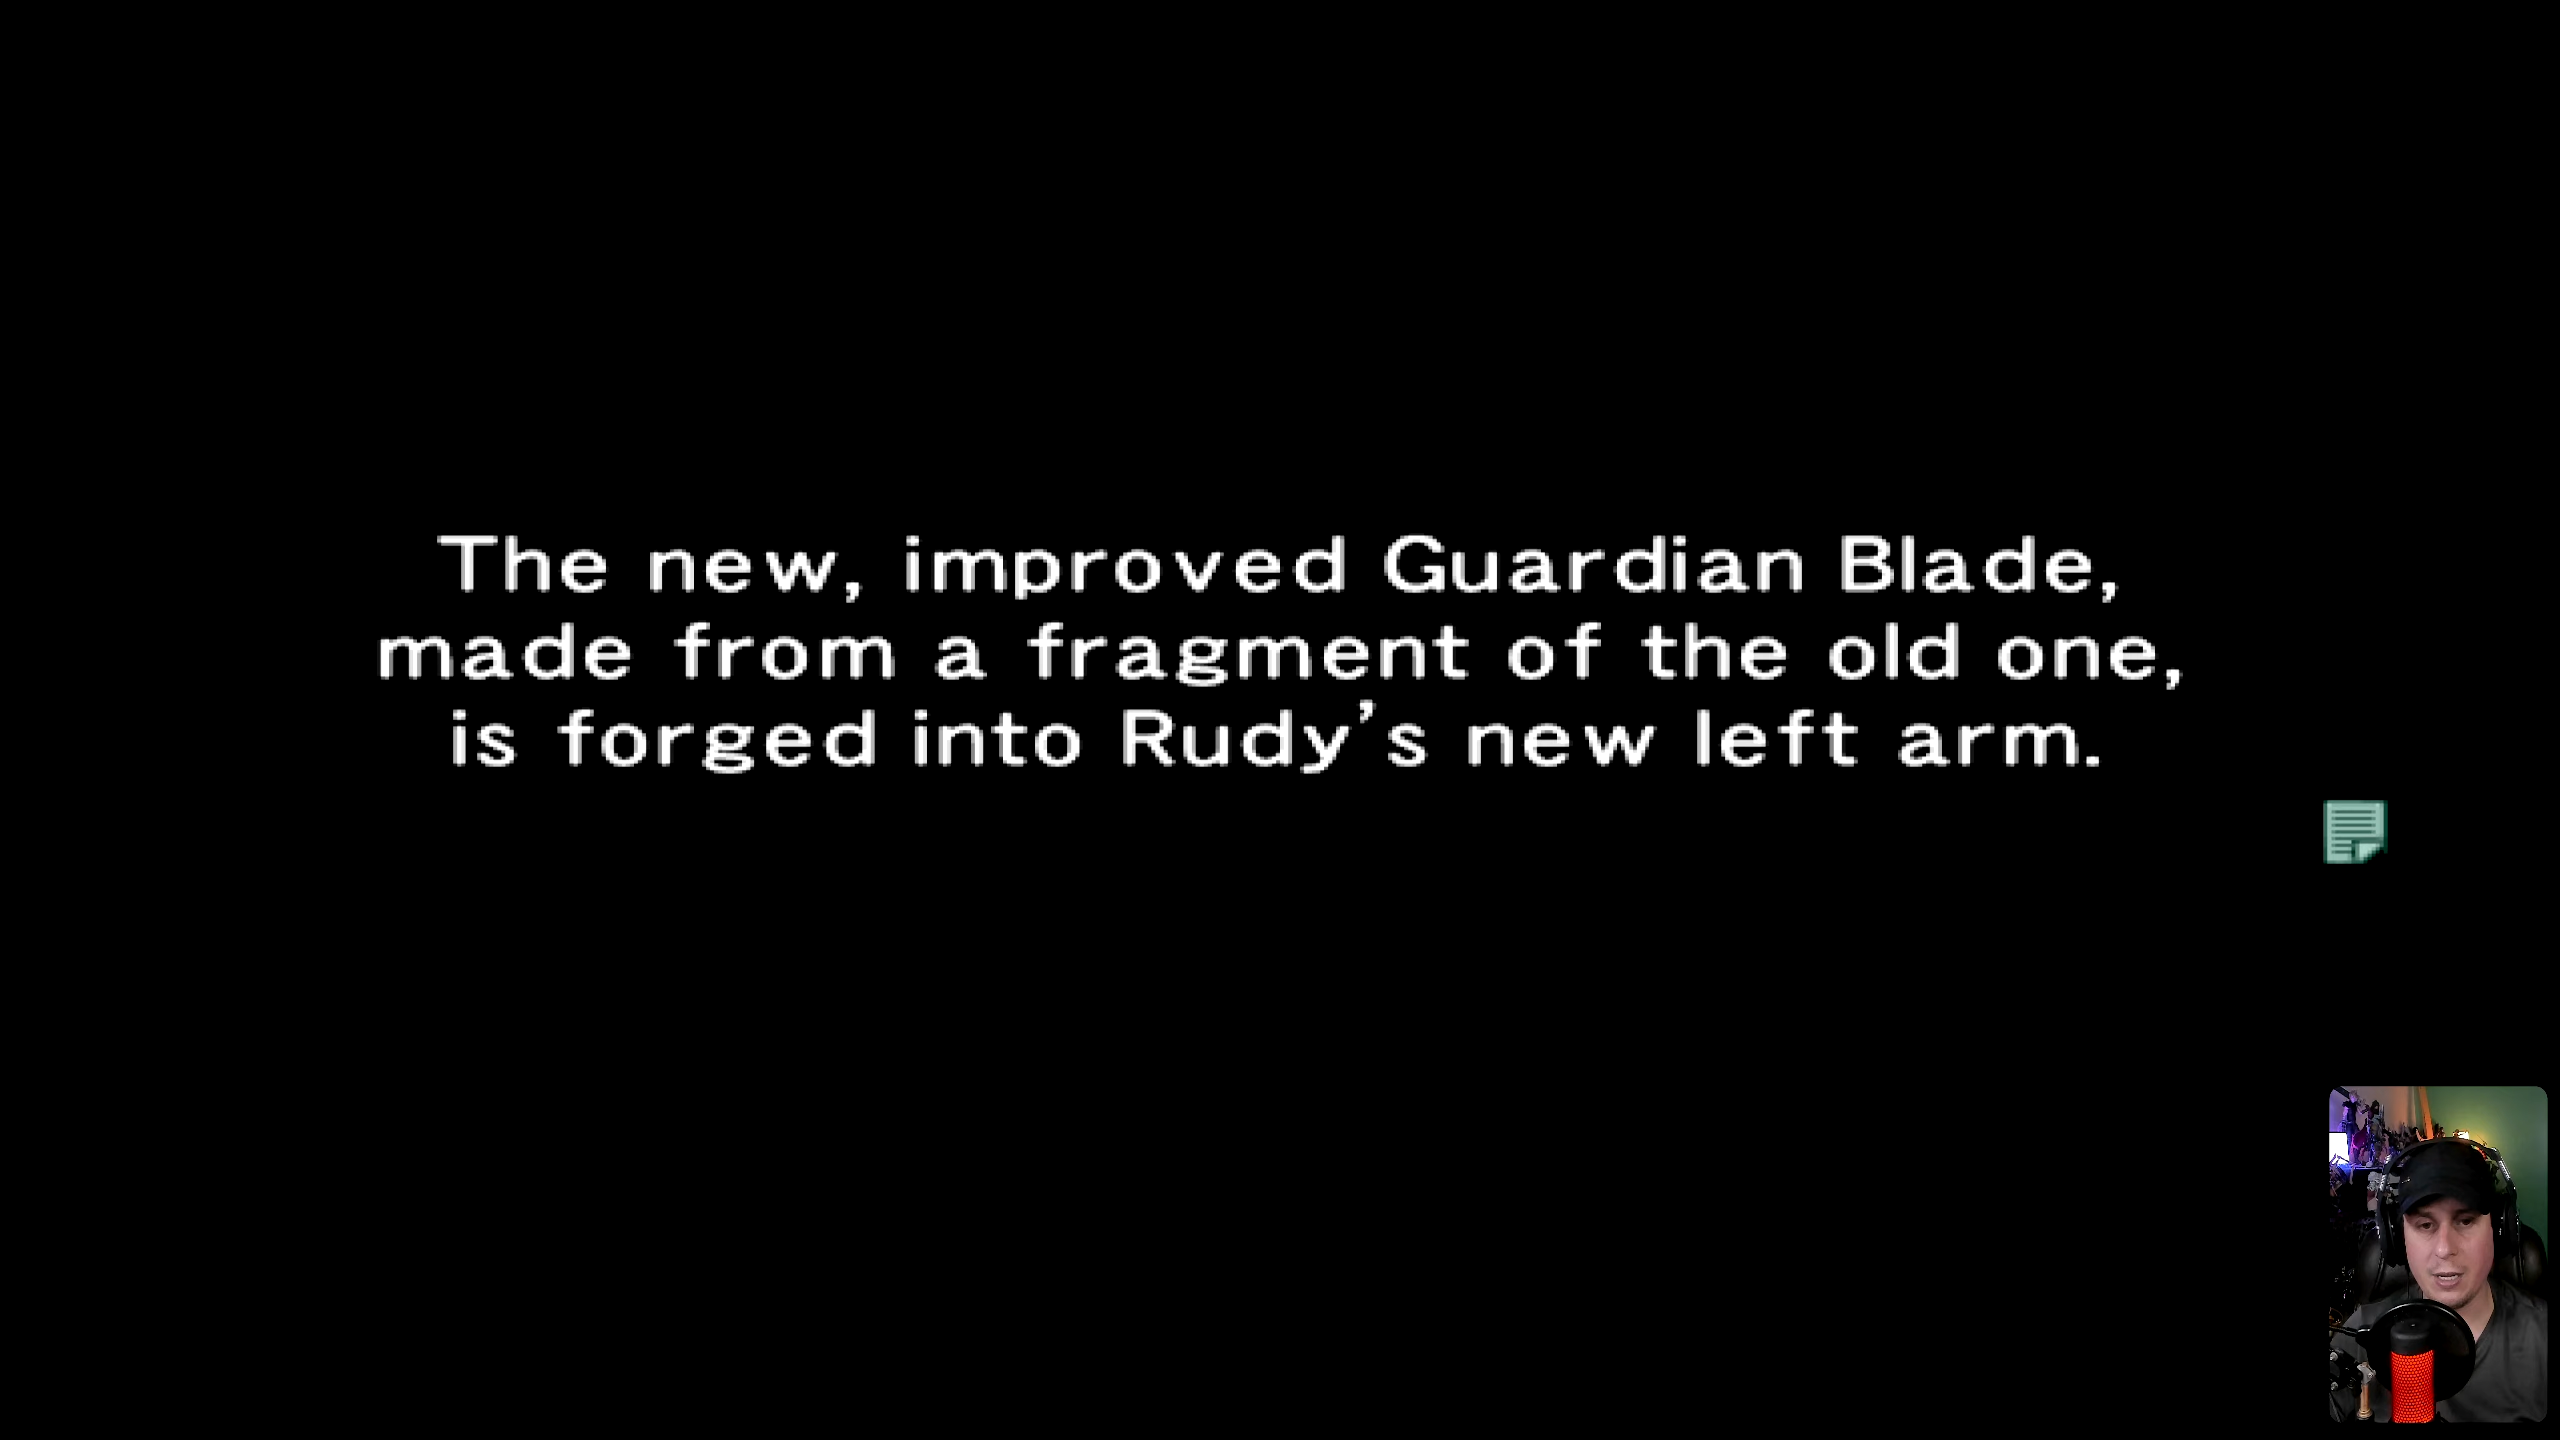 The new, improved Guardian Blade,
made from a fragment of the old one,
is forged into Rudy’s new left arm.